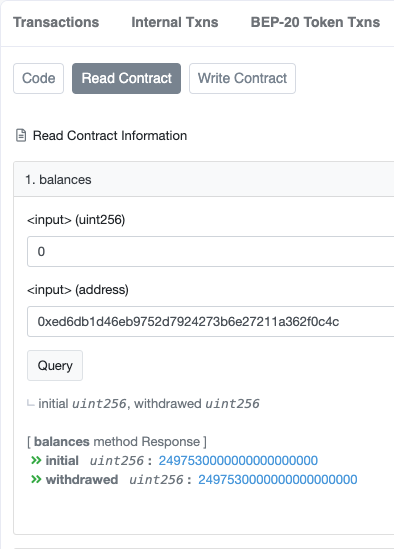 Transactions Internal Txns BEP-20 Token Txns
Code Read Contract Write Contract
Read Contract Information
1. balances
<input> (uint256)
0
<input> (address)
0xed6db1d46eb9752d7924273b6e27211a362f0c4c
Query
initial uint256, withdrawed uint256
[ balances method Response ]
initial uint256 : 2497530000000000000000
withdrawed uint256 : 2497530000000000000000